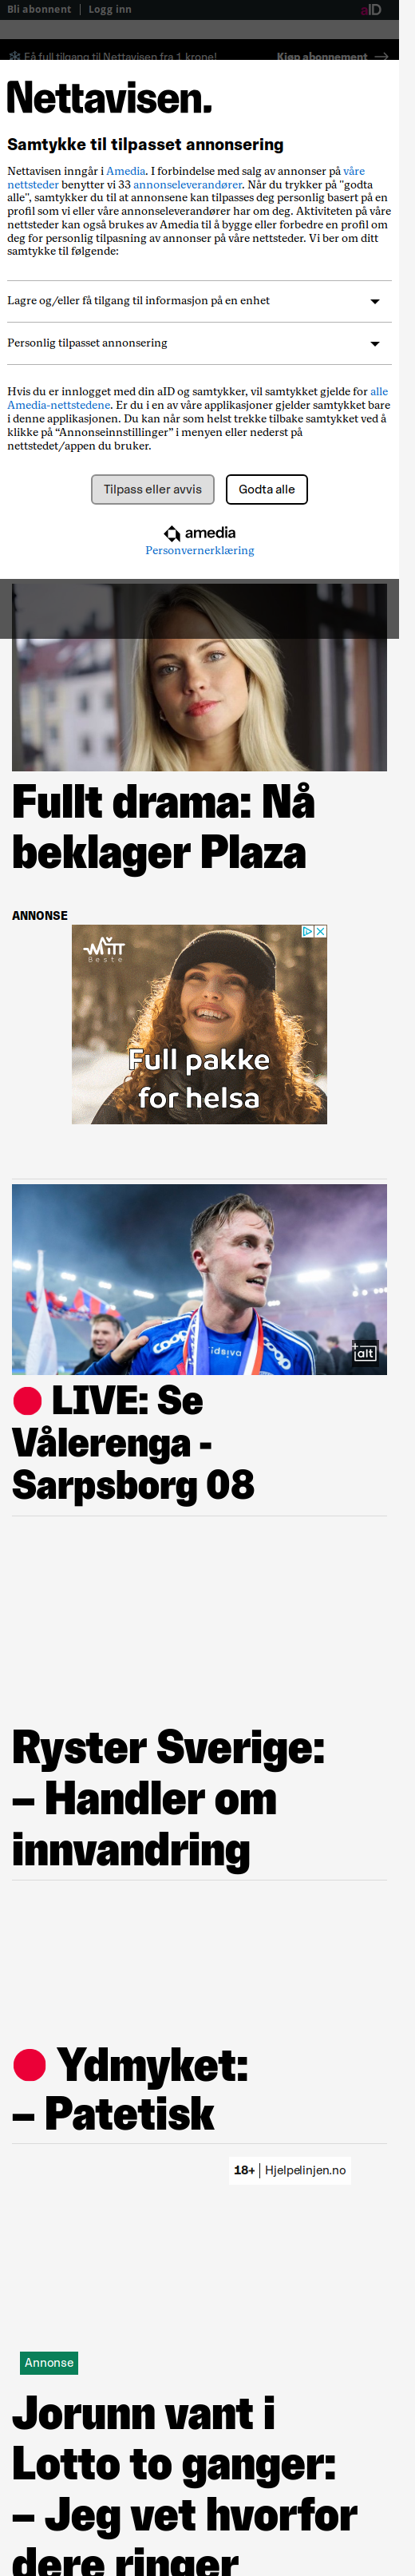 Bli abonnent | Logg inn
aID
Få full tilgang til Nettavisen fra 1 krone!
Kjøp abonnement →
Nettavisen.
Samtykke til tilpasset annonsering
Nettavisen inngår i Amedia. I forbindelse med salg av annonser på våre
nettsteder benytter vi 33 annonseleverandører. Når du trykker på "godta
alle", samtykker du til at annonsene kan tilpasses deg personlig basert på en
profil som vi eller våre annonseleverandører har om deg. Aktiviteten på våre
nettsteder kan også brukes av Amedia til å bygge eller forbedre en profil om
deg for personlig tilpasning av annonser på våre nettsteder. Vi ber om ditt
samtykke til følgende:
Lagre og/eller få tilgang til informasjon på en enhet
Personlig tilpasset annonsering
Hvis du er innlogget med din aID og samtykker, vil samtykket gjelde for alle
Amedia-nettstedene. Er du i en av våre applikasjoner gjelder samtykket bare
i denne applikasjonen. Du kan når som helst trekke tilbake samtykket ved å
klikke på “Annonseinnstillinger” i menyen eller nederst på
nettstedet/appen du bruker.
Tilpass eller avvis
Godta alle
amedia
Personvernerklæring
Fullt drama: Nå
beklager Plaza
ANNONSE
MITT
Beste
Full pakke
for helsa
coop
+alt
LIVE: Se
Vålerenga -
Sarpsborg 08
Ryster Sverige:
– Handler om
innvandring
Ydmyket:
– Patetisk
18+ | Hjelpelinjen.no
Annonse
Jorunn vant i
Lotto to ganger:
– Jeg vet hvorfor
dere ringer